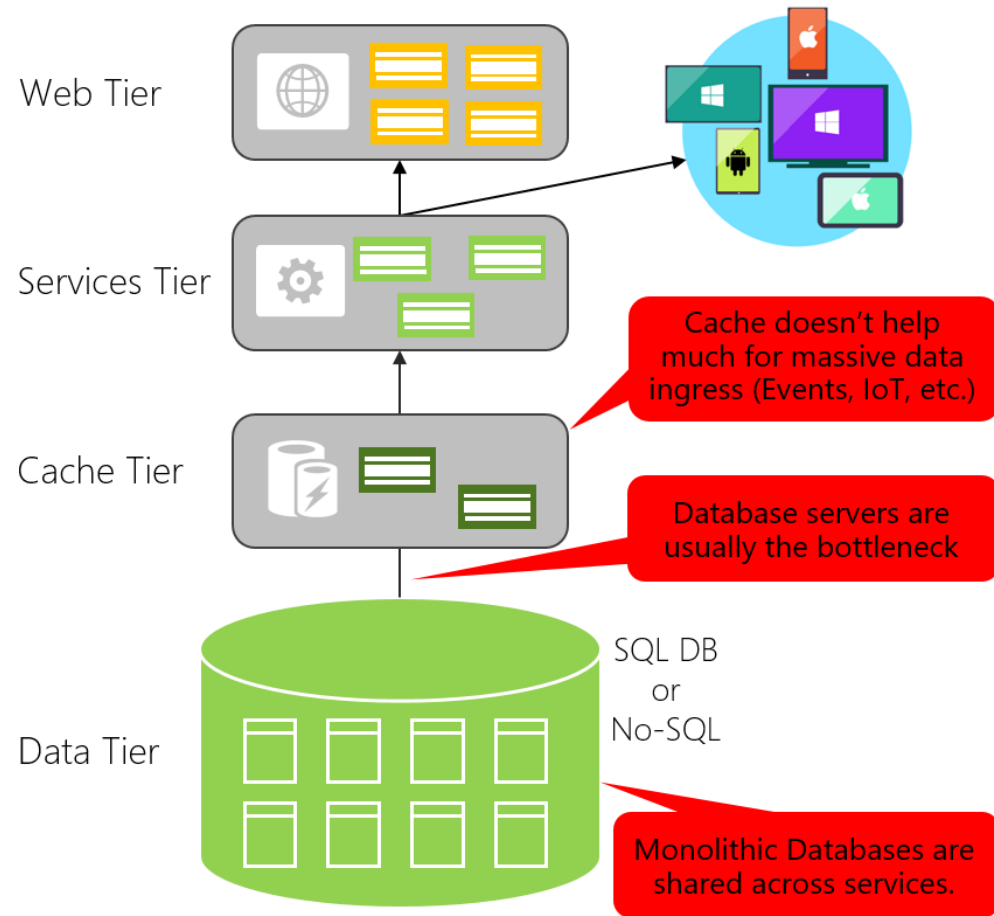 Web Tier
Services Tier
Cache doesn’t help
much for massive data
ingress (Events, IoT, etc.)
Cache Tier
Database servers are
usually the bottleneck
SQL DB
or
No-SQL
Data Tier
Monolithic Databases are
shared across services.